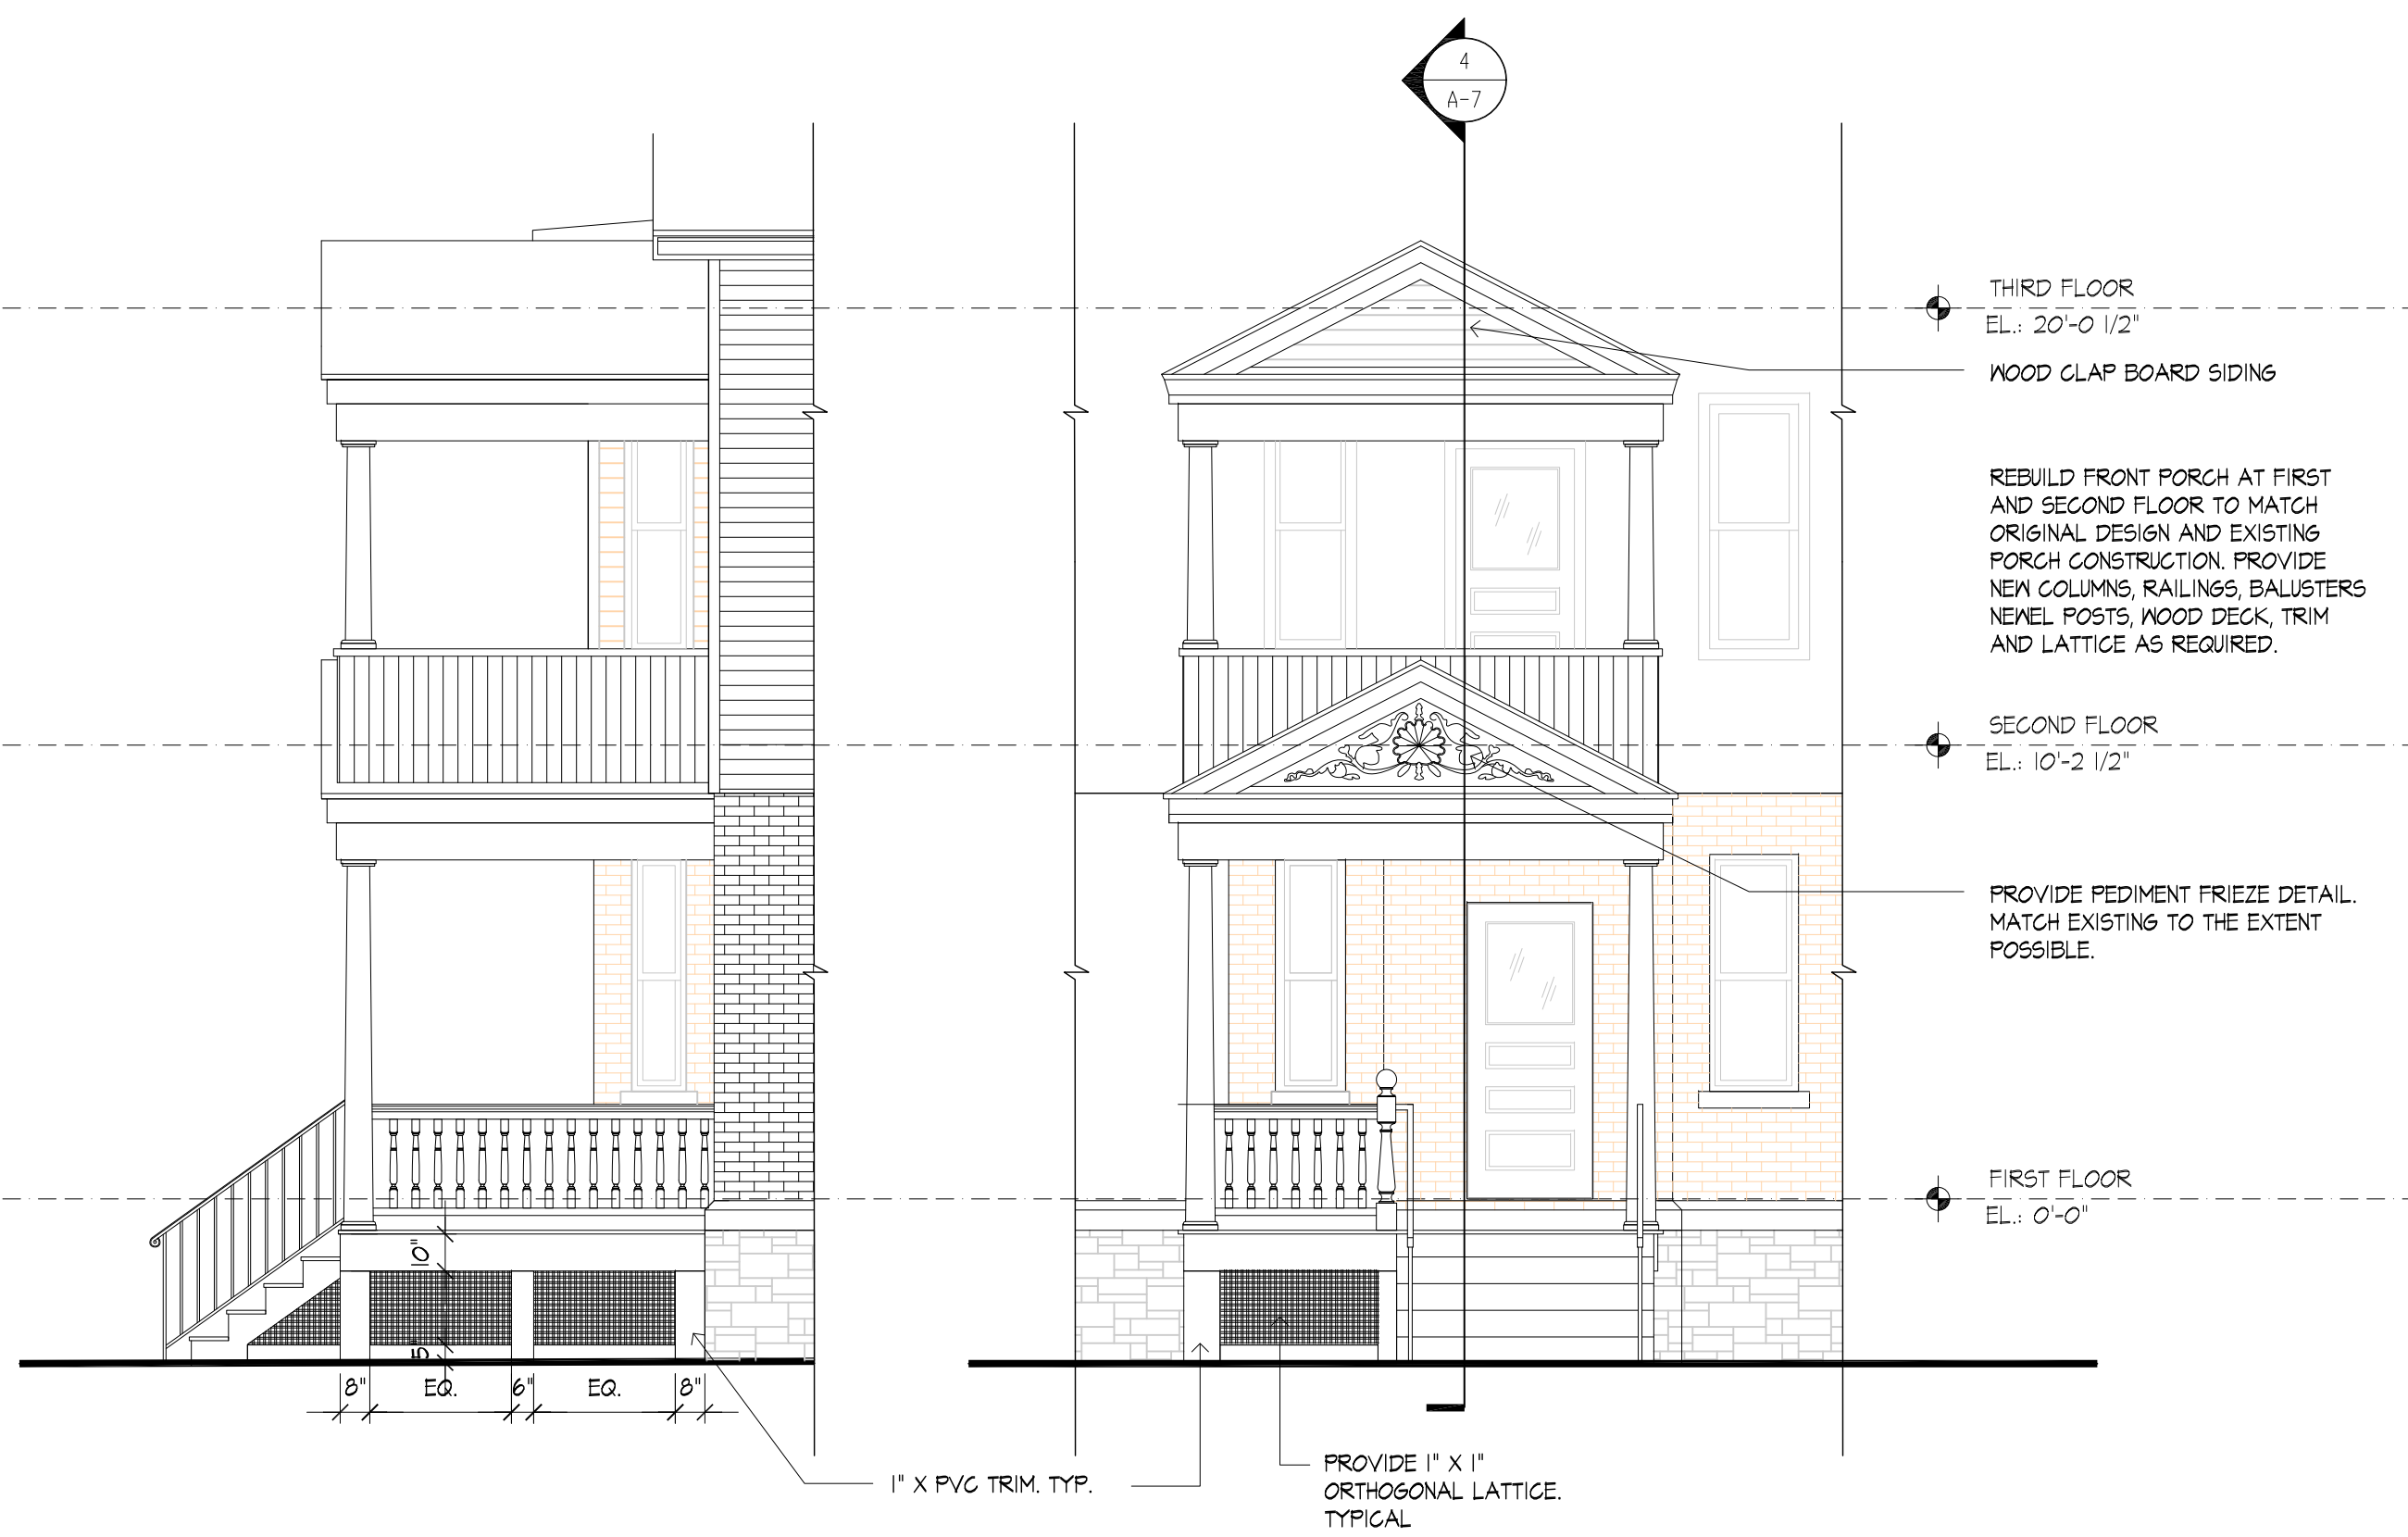 4
A-7
THIRD FLOOR
EL.: 20'-0 1/2"
WOOD CLAP BOARD SIDING
REBUILD FRONT PORCH AT FIRST
AND SECOND FLOOR TO MATCH
ORIGINAL DESIGN AND EXISTING
PORCH CONSTRUCTION. PROVIDE
NEW COLUMNS, RAILINGS, BALUSTERS
NEWEL POSTS, WOOD DECK, TRIM
AND LATTICE AS REQUIRED.
SECOND FLOOR
EL.: 10'-2 1/2"
PROVIDE PEDIMENT FRIEZE DETAIL.
MATCH EXISTING TO THE EXTENT
POSSIBLE.
FIRST FLOOR
EL.: 0'-0"
10"
5"
8" EQ. 6" EQ. 8"
1" X PVC TRIM. TYP.
PROVIDE 1" X 1"
ORTHOGONAL LATTICE.
TYPICAL